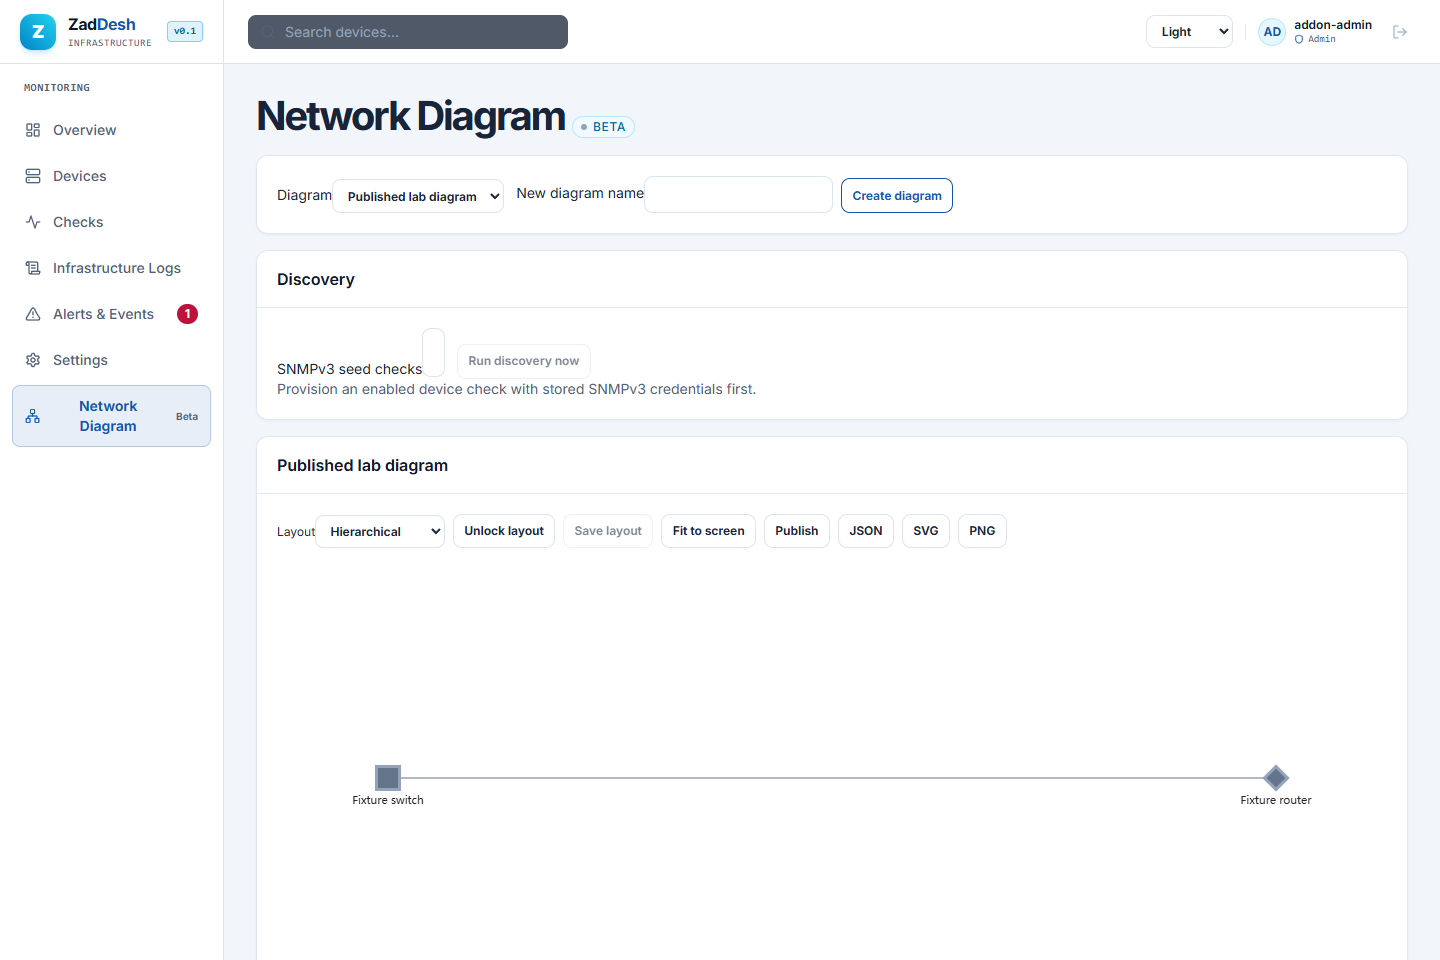 Z
ZadDesh
INFRASTRUCTURE
v0.1
Search devices...
Light
AD
addon-admin
Admin
MONITORING
Overview
Devices
Checks
Infrastructure Logs
Alerts & Events
1
Settings
Network
Diagram
Beta
Network Diagram
BETA
Diagram
Published lab diagram
New diagram name
Create diagram
Discovery
SNMPv3 seed checks
Run discovery now
Provision an enabled device check with stored SNMPv3 credentials first.
Published lab diagram
Layout
Hierarchical
Unlock layout
Save layout
Fit to screen
Publish
JSON
SVG
PNG
Fixture switch
Fixture router